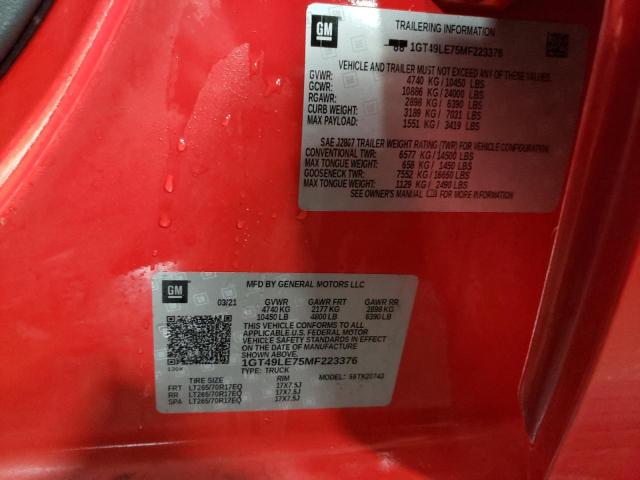 GM
TRAILERING INFORMATION
1GT49LE75MF223376
VEHICLE AND TRAILER MUST NOT EXCEED ANY OF THESE VALUES.
GVWR: 4740 KG / 10450 LBS
GCWR: 10886 KG / 24000 LBS
RGAWR: 2898 KG / 6390 LBS
CURB WEIGHT: 3189 KG / 7031 LBS
MAX PAYLOAD: 1551 KG / 3419 LBS
SAE J2807 TRAILER WEIGHT RATING (TWR) FOR VEHICLE CONFIGURATION.
CONVENTIONAL TWR: 6577 KG / 14500 LBS
MAX TONGUE WEIGHT: 658 KG / 1450 LBS
GOOSENECK TWR: 7552 KG / 16650 LBS
MAX TONGUE WEIGHT: 1129 KG / 2490 LBS
SEE OWNER'S MANUAL FOR MORE INFORMATION
GM
MFD BY GENERAL MOTORS LLC
03/21 GVWR GAWR FRT GAWR RR
4740 KG 2177 KG 2898 KG
10450 LB 4800 LB 6390 LB
THIS VEHICLE CONFORMS TO ALL
APPLICABLE U.S. FEDERAL MOTOR
VEHICLE SAFETY STANDARDS IN EFFECT
ON THE DATE OF MANUFACTURE
SHOWN ABOVE.
1GT49LE75MF223376
TYPE: TRUCK
TIRE SIZE RIM MODEL:
FRT LT265/70R17EQ 17X7.5J
RR LT265/70R17EQ 17X7.5J
SPA LT265/70R17EQ 17X7.5J